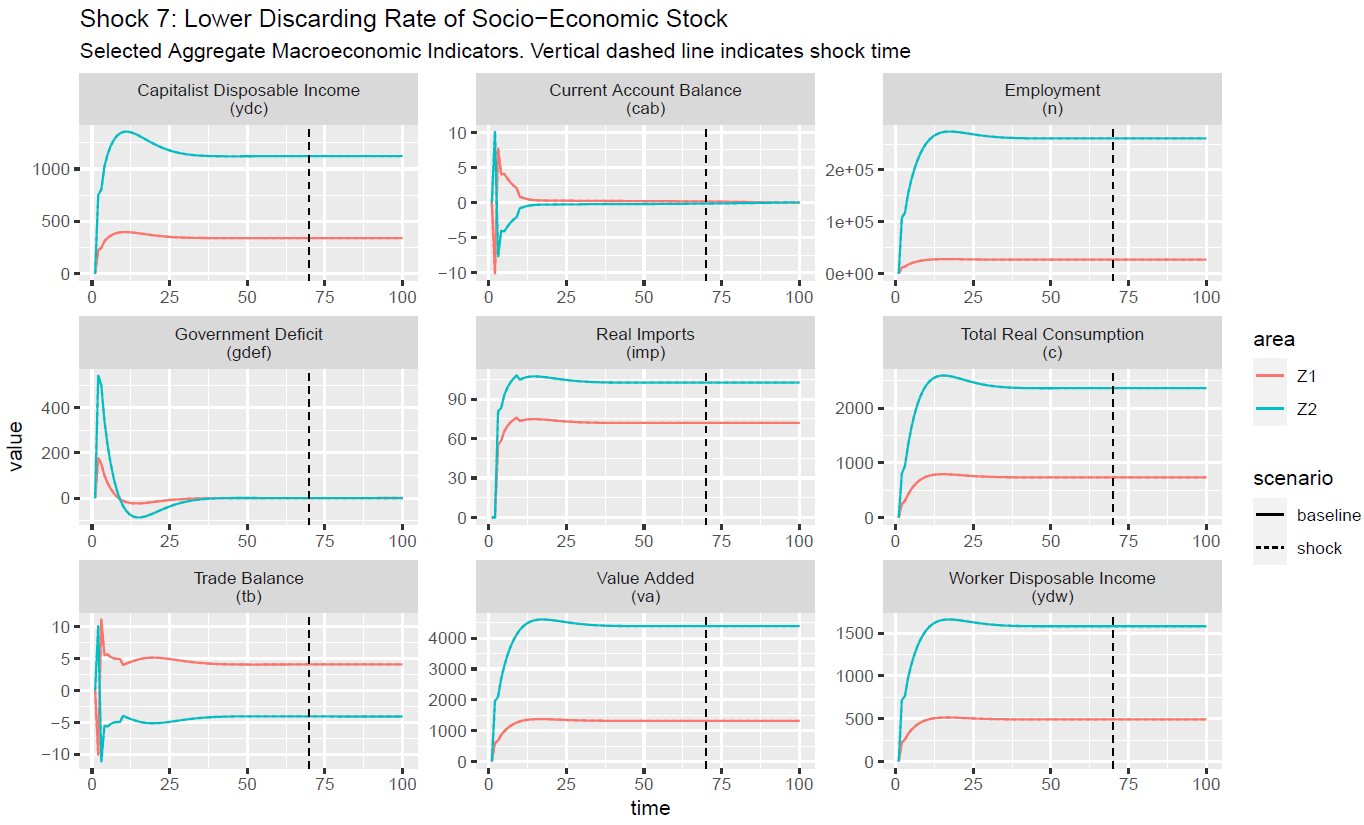 Shock 7: Lower Discarding Rate of Socio−Economic Stock
Selected Aggregate Macroeconomic Indicators. Vertical dashed line indicates shock time
Capitalist Disposable Income
(ydc)
1000
500
0
0 25 50 75 100
Current Account Balance
(cab)
10
5
0
−5
−10
0 25 50 75 100
Employment
(n)
2e+05
1e+05
0e+00
0 25 50 75 100
Government Deficit
(gdef)
400
200
0
0 25 50 75 100
Real Imports
(imp)
90
60
30
0
0 25 50 75 100
Total Real Consumption
(c)
2000
1000
0
0 25 50 75 100
Trade Balance
(tb)
10
5
0
−5
−10
0 25 50 75 100
Value Added
(va)
4000
3000
2000
1000
0
0 25 50 75 100
Worker Disposable Income
(ydw)
1500
1000
500
0
0 25 50 75 100
value
time
area
Z1
Z2
scenario
baseline
shock